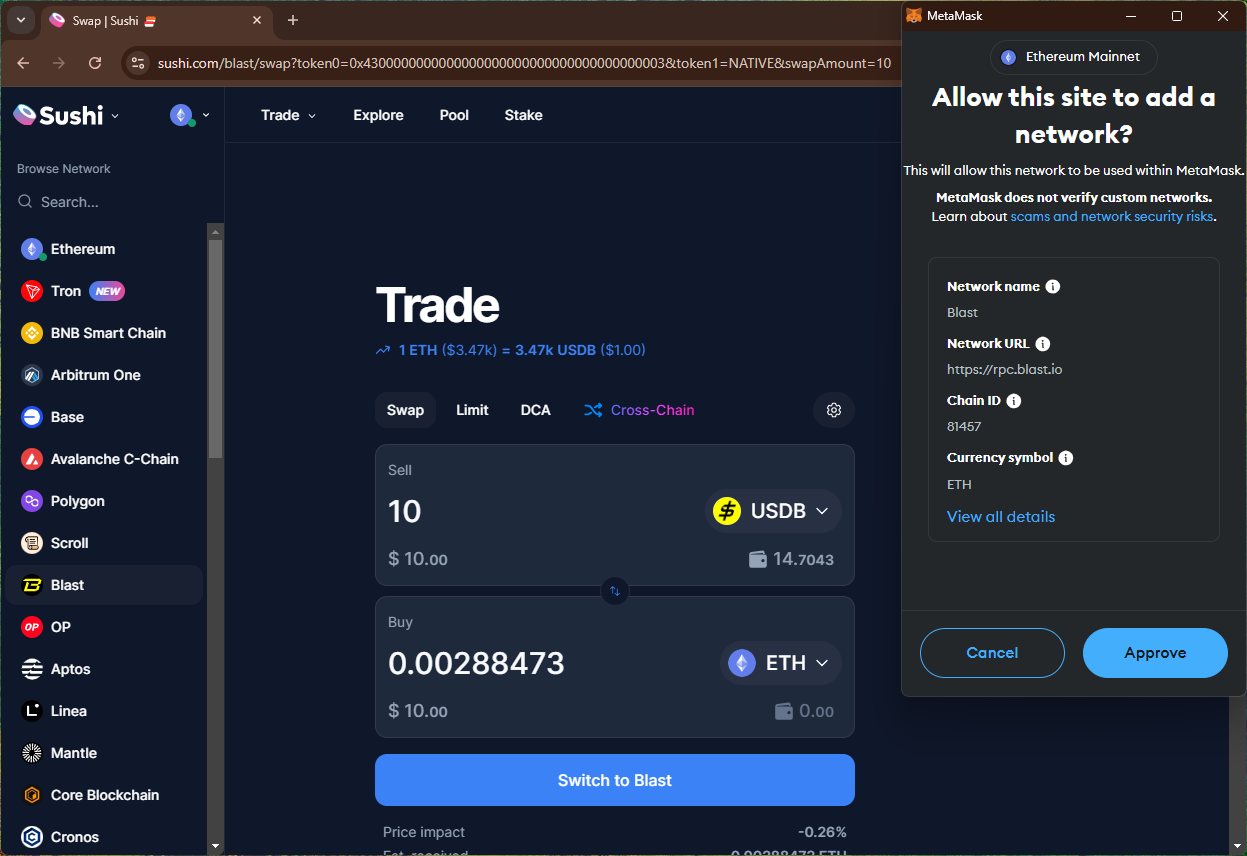 Swap | Sushi
MetaMask
sushi.com/blast/swap?token0=0x4300000000000000000000000000000000000003&token1=NATIVE&swapAmount=10
Sushi
Trade
Explore
Pool
Stake
Browse Network
Search...
Ethereum
Tron NEW
BNB Smart Chain
Arbitrum One
Base
Avalanche C-Chain
Polygon
Scroll
Blast
OP
Aptos
Linea
Mantle
Core Blockchain
Cronos
Trade
1 ETH ($3.47k) = 3.47k USDB ($1.00)
Swap
Limit
DCA
Cross-Chain
Sell
10
USDB
$ 10.00
14.7043
Buy
0.00288473
ETH
$ 10.00
0.00
Switch to Blast
Price impact
-0.26%
Est. received
0.00288473 ETH
Ethereum Mainnet
Allow this site to add a
network?
This will allow this network to be used within MetaMask.
MetaMask does not verify custom networks.
Learn about scams and network security risks.
Network name
Blast
Network URL
https://rpc.blast.io
Chain ID
81457
Currency symbol
ETH
View all details
Cancel
Approve